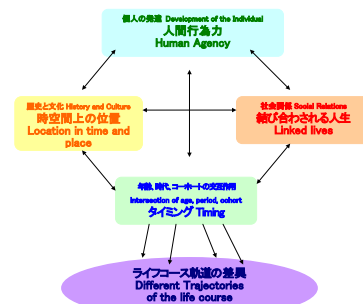 個人の発達 Development of the Individual
人間行為力
Human Agency
歴史と文化 History and Culture
時空間上の位置
Location in time and
place
社会関係 Social Relations
結び合わされる人生
Linked lives
年齢、時代、コーホートの交互作用
Intersection of age, period, cohort
タイミング Timing
ライフコース軌道の差異
Different Trajectories
of the life course